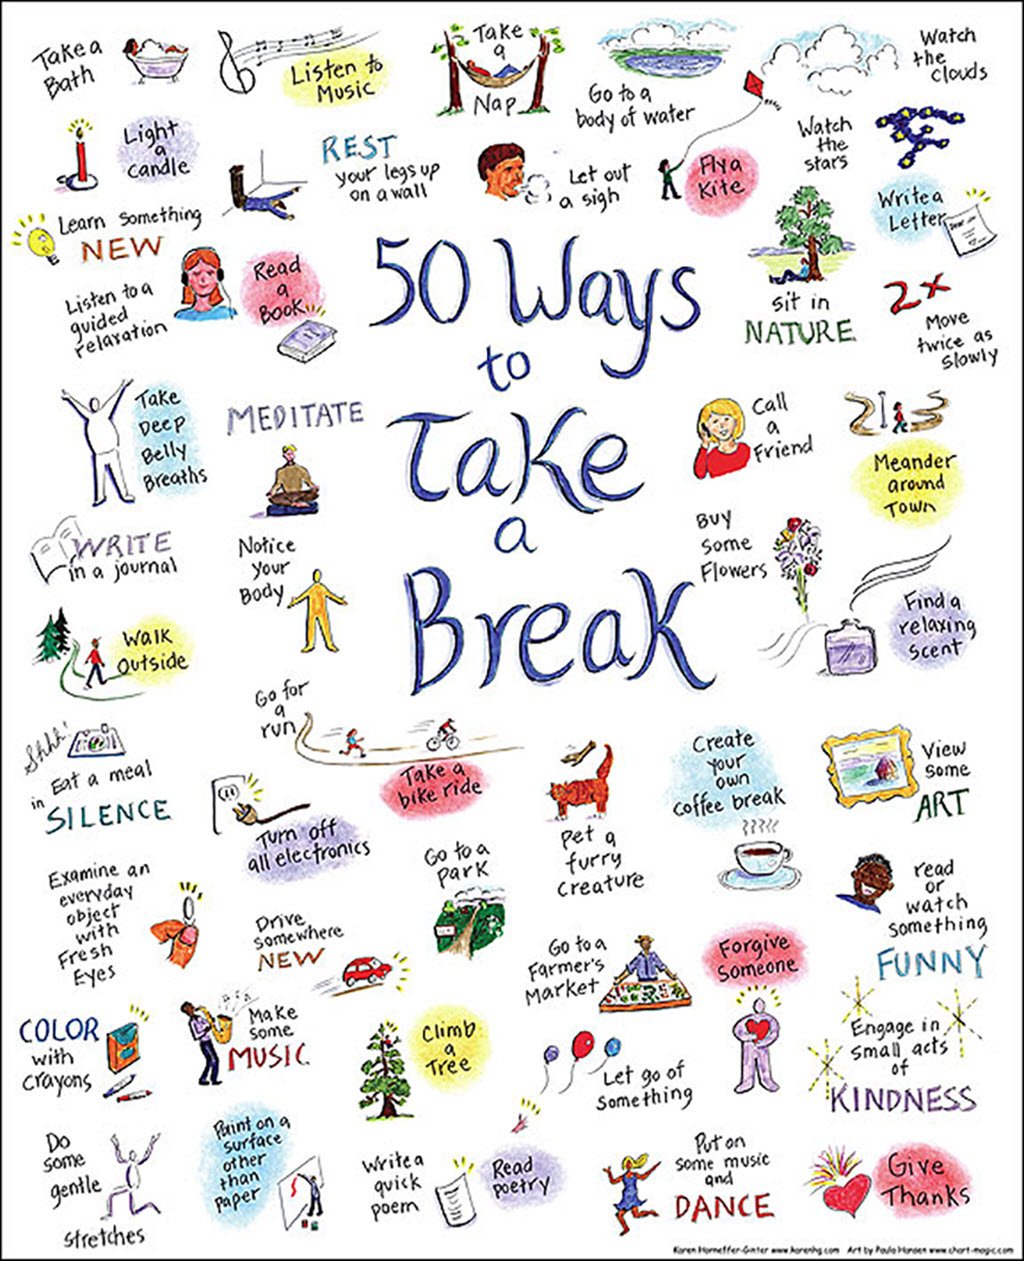 Take a
Bath
Listen to
Music
Take
a
Nap
Go to a
body of water
Watch
the
clouds
Light
a
candle
REST
your legs up
on a wall
Let out
a sigh
Fly a
Kite
Watch
the
stars
Write a
Letter
Dear
Learn something
NEW
Listen to a
guided
relaxation
Read
a
Book
50 Ways
to
Take
a
Break
sit in
NATURE
2x
Move
twice as
slowly
Take
Deep
Belly
Breaths
MEDITATE
Call
a
Friend
Meander
around
Town
WRITE
in a journal
Notice
your
Body
Buy
some
Flowers
Find a
relaxing
scent
Walk
Outside
Go for
a
run
Take a
bike ride
Shhh!
Eat a meal
in
SILENCE
Turn off
all electronics
Pet a
furry
creature
Create
your
own
coffee break
View
some
ART
Examine an
everyday
object
with
Fresh
Eyes
Drive
somewhere
NEW
Go to a
park
Go to a
Farmer's
Market
Forgive
Someone
read
or
watch
something
FUNNY
COLOR
with
crayons
Make
some
MUSIC
Climb
a
Tree
Let go of
something
Engage in
small acts
of
KINDNESS
Do
some
gentle
stretches
Paint on a
surface
other
than
paper
Write a
quick
poem
Read
poetry
Put on
some music
and
DANCE
Give
Thanks
Karen Horneffer-Ginter www.karenhg.com Art by Paula Hansen www.chart-magic.com